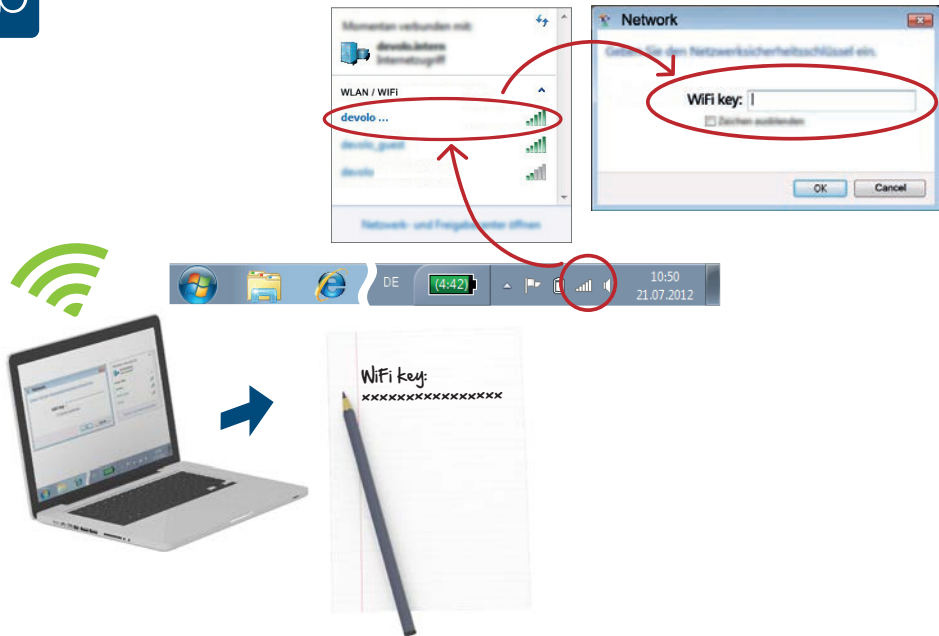 Momentan verbunden mit:
devolo.intern
Internetzugriff
WLAN / WIFI
devolo ...
devolo_guest
devolo
Netzwerk- und Freigabecenter öffnen
Network
Geben Sie den Netzwerksicherheitsschlüssel ein.
WiFi key:
Zeichen ausblenden
OK Cancel
DE (4:42) 10:50
21.07.2012
WiFi key:
xxxxxxxxxxxxxxxx